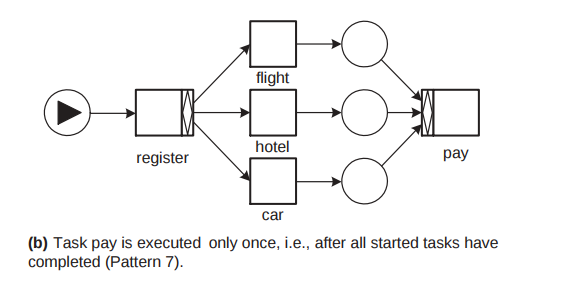 flight
hotel
register
pay
car
(b) Task pay is executed only once, i.e., after all started tasks have
completed (Pattern 7).